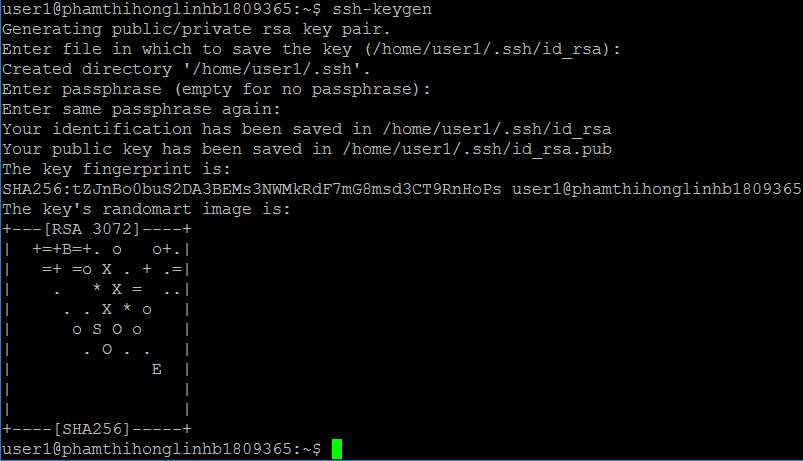 user1@phamthihonglinhb1809365:~$ ssh-keygen
Generating public/private rsa key pair.
Enter file in which to save the key (/home/user1/.ssh/id_rsa):
Created directory '/home/user1/.ssh'.
Enter passphrase (empty for no passphrase):
Enter same passphrase again:
Your identification has been saved in /home/user1/.ssh/id_rsa
Your public key has been saved in /home/user1/.ssh/id_rsa.pub
The key fingerprint is:
SHA256:tZJnBo0buS2DA3BEMs3NWMkRdF7mG8msd3CT9RnHoPs user1@phamthihonglinhb1809365
The key's randomart image is:
+---[RSA 3072]----+
|  +=+B=+. o   o+.|
|   =+ =o X . + .=|
|    .   * X =  ..|
|     . . X * o   |
|      o S O o    |
|       . O . .   |
|             E   |
|                 |
|                 |
+----[SHA256]-----+
user1@phamthihonglinhb1809365:~$